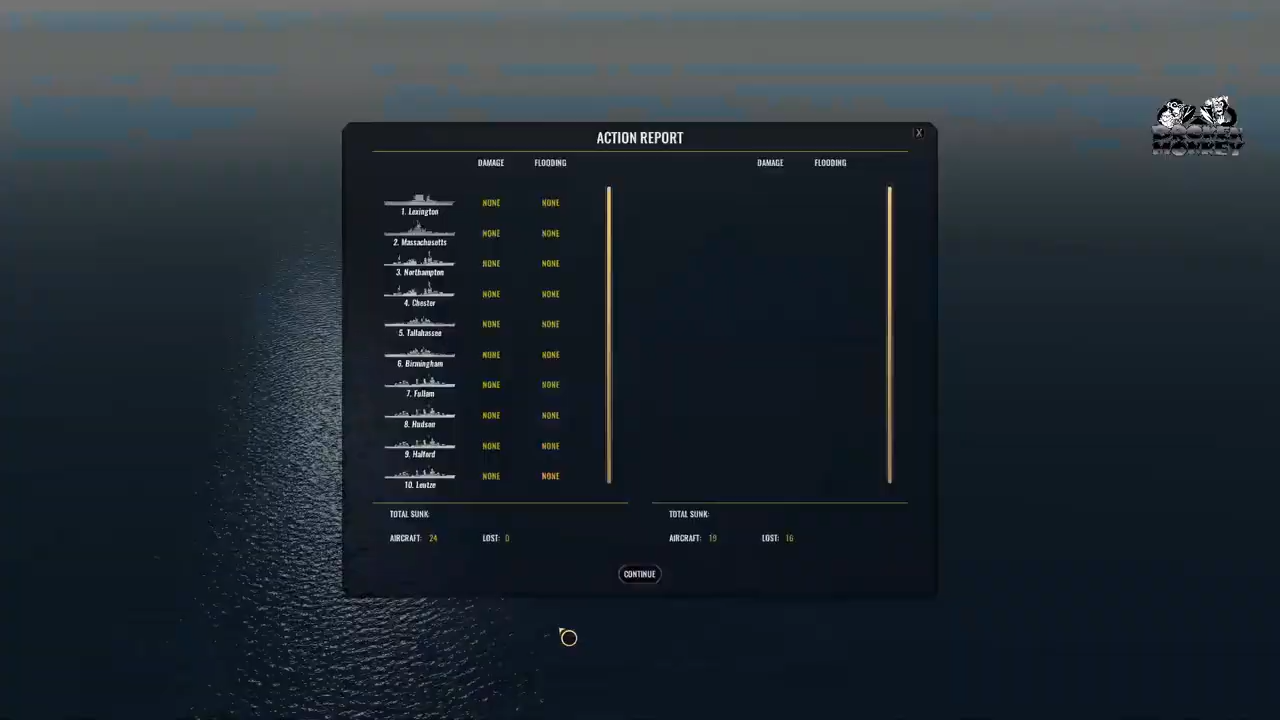 ACTION REPORT
X
DAMAGE FLOODING DAMAGE FLOODING
NONE NONE
1. Lexington
NONE NONE
2. Massachusetts
NONE NONE
3. Northampton
NONE NONE
4. Chester
NONE NONE
5. Tallahassee
NONE NONE
6. Birmingham
NONE NONE
7. Fullam
NONE NONE
8. Hudson
NONE NONE
9. Halford
NONE NONE
10. Leutze
TOTAL SUNK: TOTAL SUNK:
AIRCRAFT: 24 LOST: 0 AIRCRAFT: 19 LOST: 16
CONTINUE
DRONEN
MONKEY